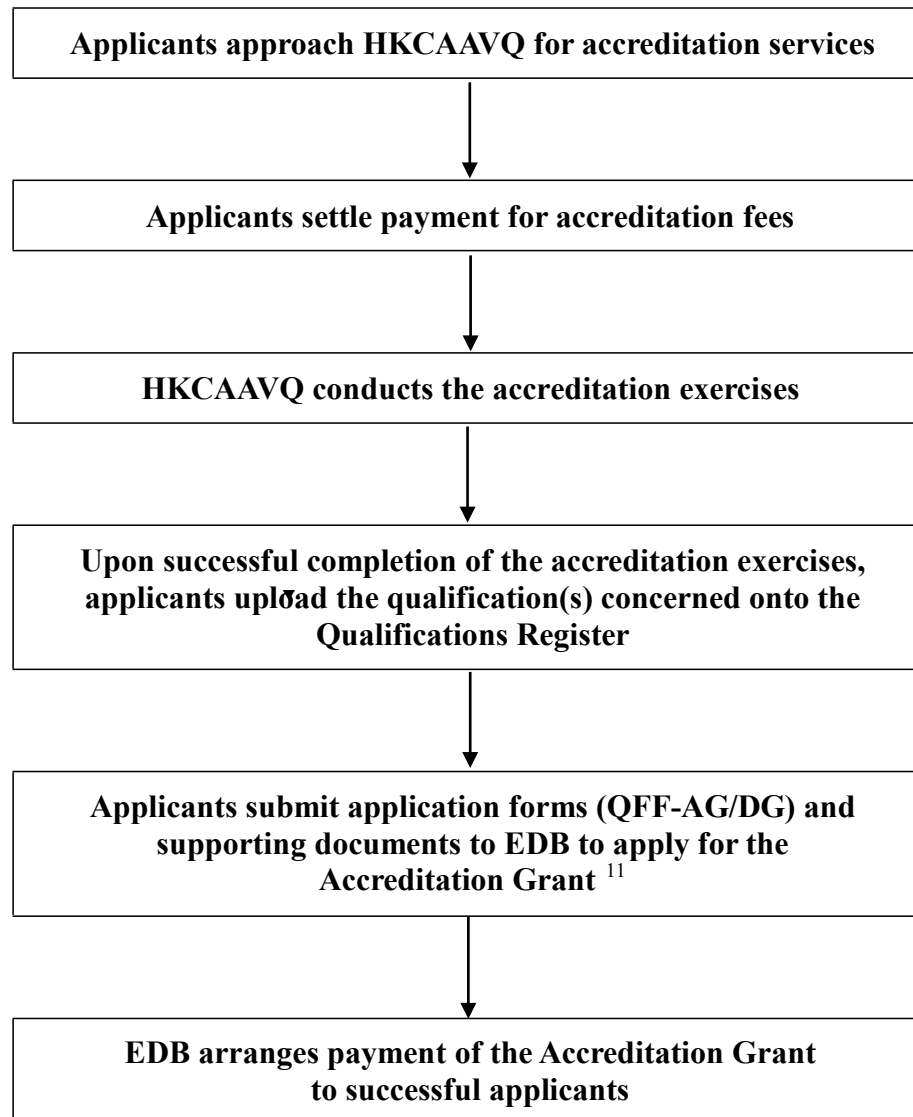 Applicants approach HKCAAVQ for accreditation services
Applicants settle payment for accreditation fees
HKCAAVQ conducts the accreditation exercises
Upon successful completion of the accreditation exercises,
applicants upload the qualification(s) concerned onto the
Qualifications Register
Applicants submit application forms (QFF-AG/DG) and
supporting documents to EDB to apply for the
Accreditation Grant 11
EDB arranges payment of the Accreditation Grant
to successful applicants